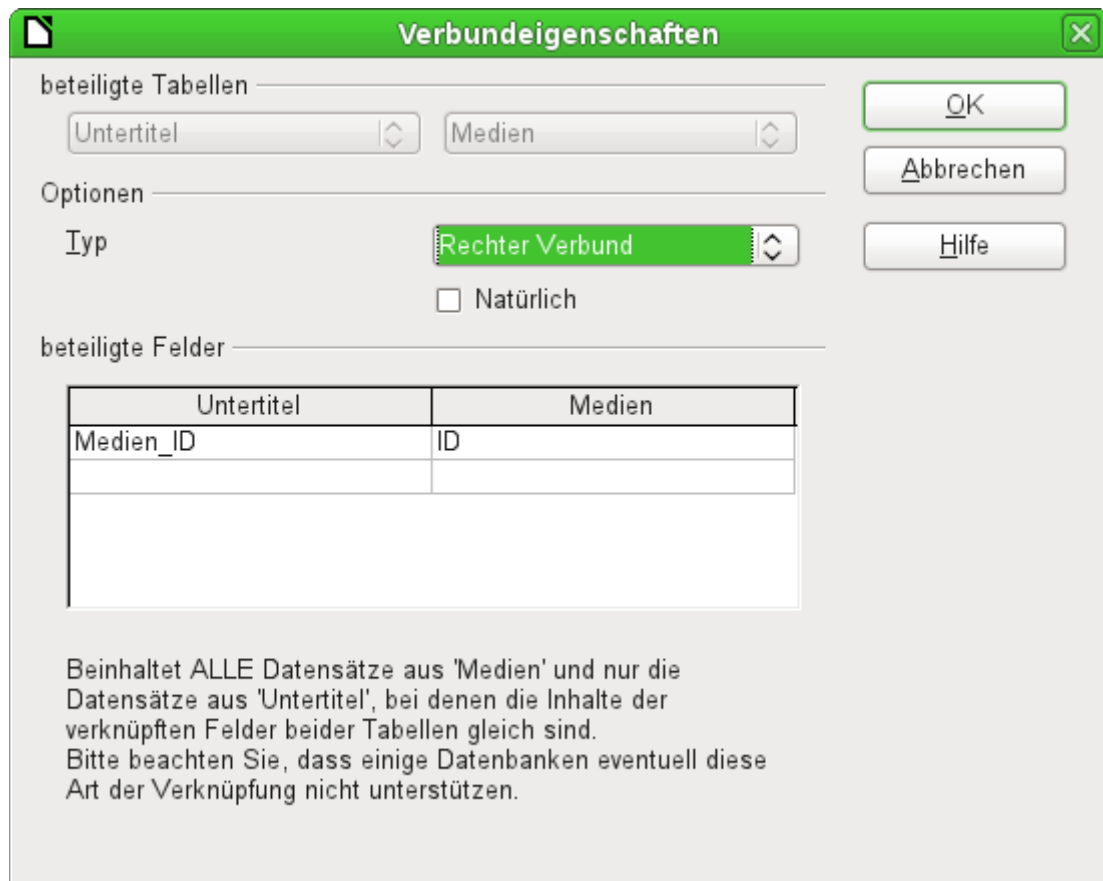 Verbundeigenschaften
beteiligte Tabellen
Untertitel Medien
OK
Abbrechen
Optionen
Typ Rechter Verbund
Hilfe
Natürlich
beteiligte Felder
Untertitel Medien
Medien_ID ID
Beinhaltet ALLE Datensätze aus 'Medien' und nur die
Datensätze aus 'Untertitel', bei denen die Inhalte der
verknüpften Felder beider Tabellen gleich sind.
Bitte beachten Sie, dass einige Datenbanken eventuell diese
Art der Verknüpfung nicht unterstützen.